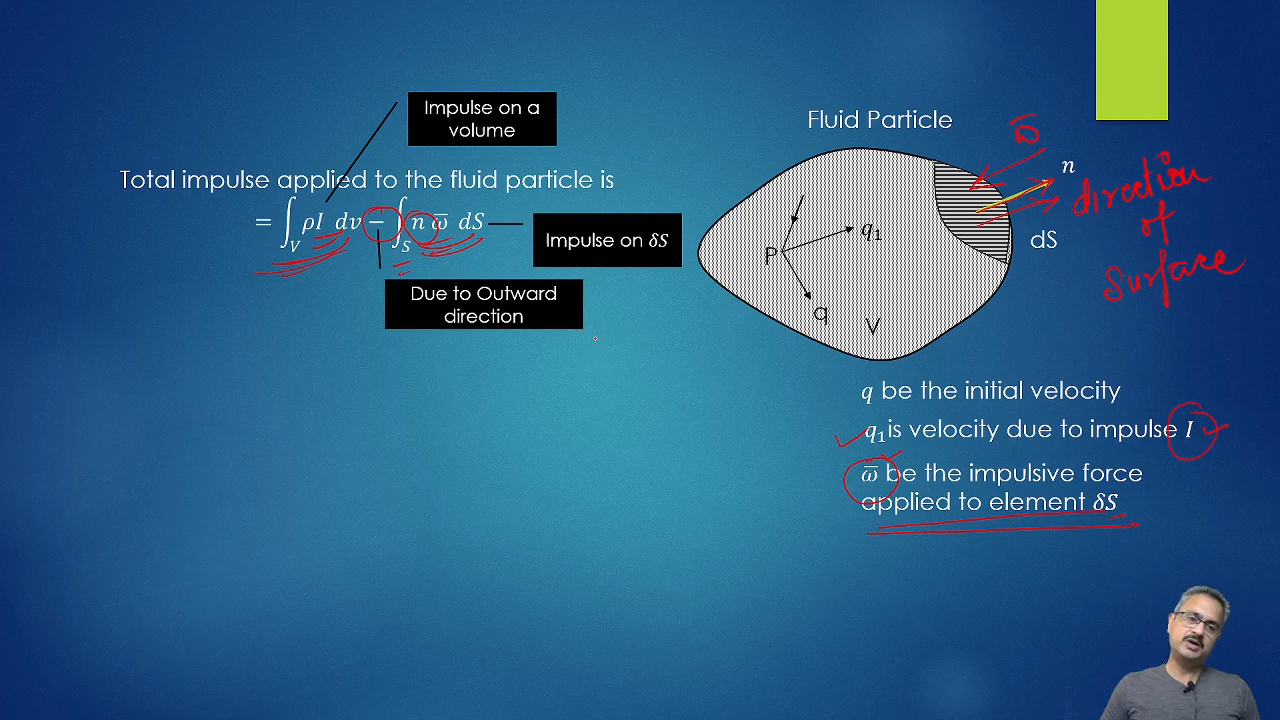 Impulse on a
volume
Total impulse applied to the fluid particle is
= ∫_V ρI dv − ∫_S n ω̅ dS
Impulse on δS
Due to Outward
direction
Fluid Particle
ω̅
n
direction
of
Surface
dS
P
q₁
q
V
q be the initial velocity
q₁is velocity due to impulse I
ω̅ be the impulsive force
applied to element δS